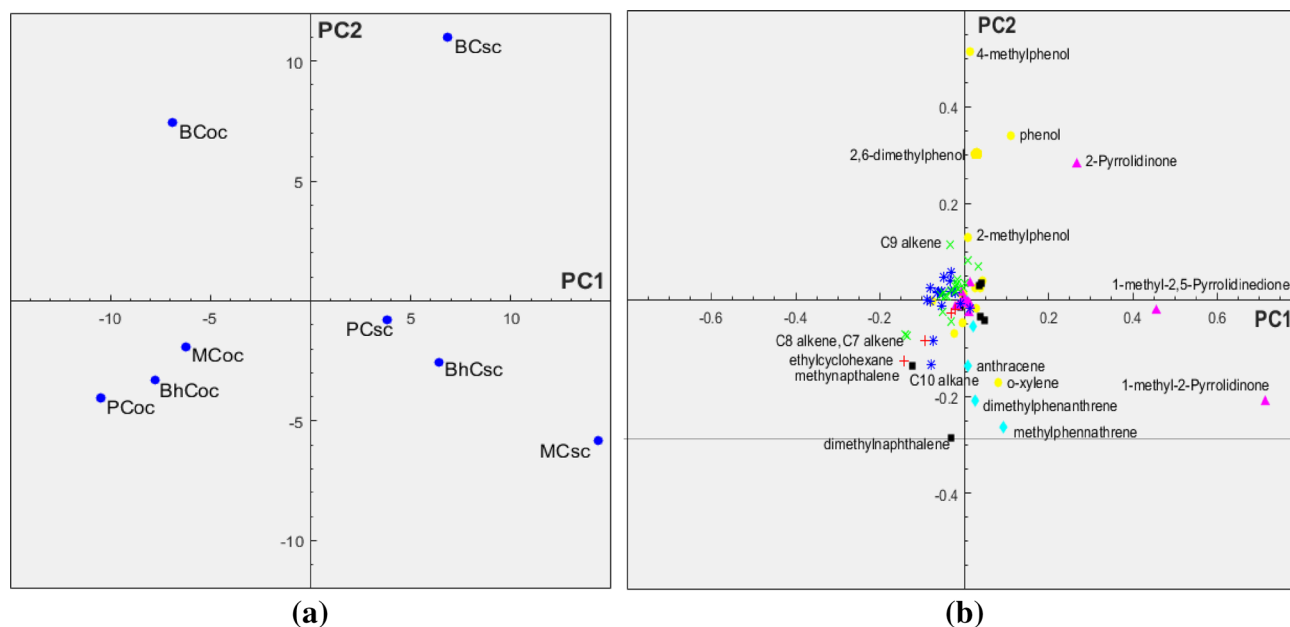 PC2
10
BCsc
BCoc
5
PC1
-10
-5
5
10
PCsc
MCoc
BhCsc
BhCoc
PCoc
-5
MCsc
-10
(a)
PC2
4-methylphenol
0.4
phenol
2,6-dimethylphenol
2-Pyrrolidinone
0.2
2-methylphenol
C9 alkene
1-methyl-2,5-Pyrrolidinedione
-0.6
-0.4
-0.2
0.2
0.4
0.6
PC1
C8 alkene, C7 alkene
ethylcyclohexane
anthracene
methynapthalene
C10 alkane
o-xylene
1-methyl-2-Pyrrolidinone
-0.2
dimethylphenanthrene
methylphennathrene
dimethylnaphthalene
-0.4
(b)